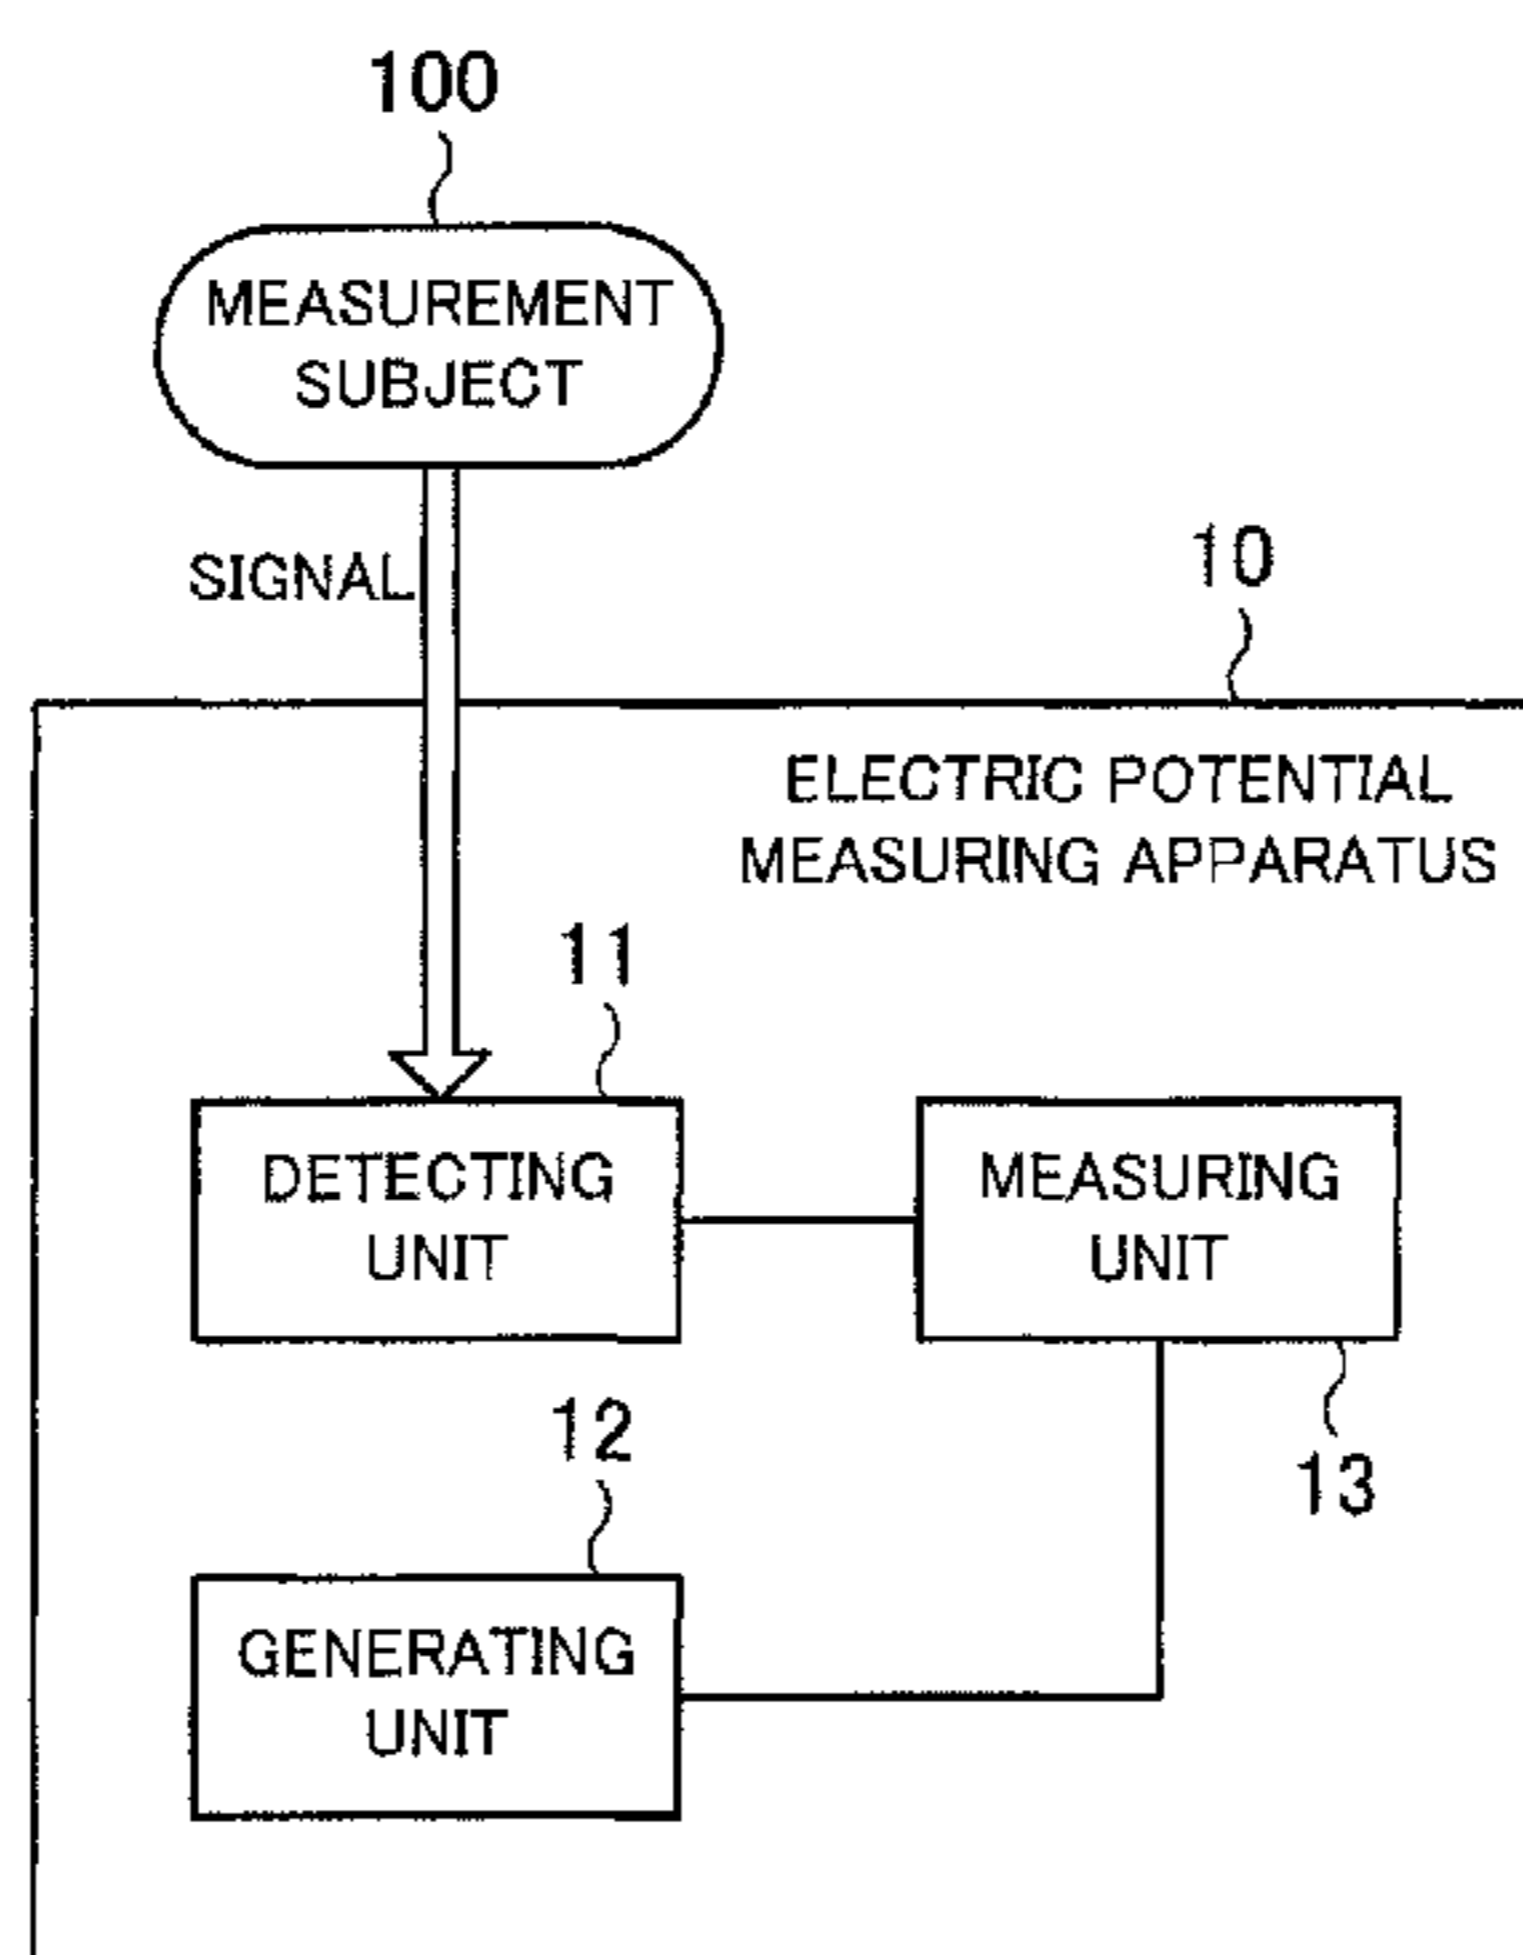 100
MEASUREMENT
SUBJECT
SIGNAL
10
ELECTRIC POTENTIAL
MEASURING APPARATUS
11
DETECTING
UNIT
MEASURING
UNIT
12
13
GENERATING
UNIT